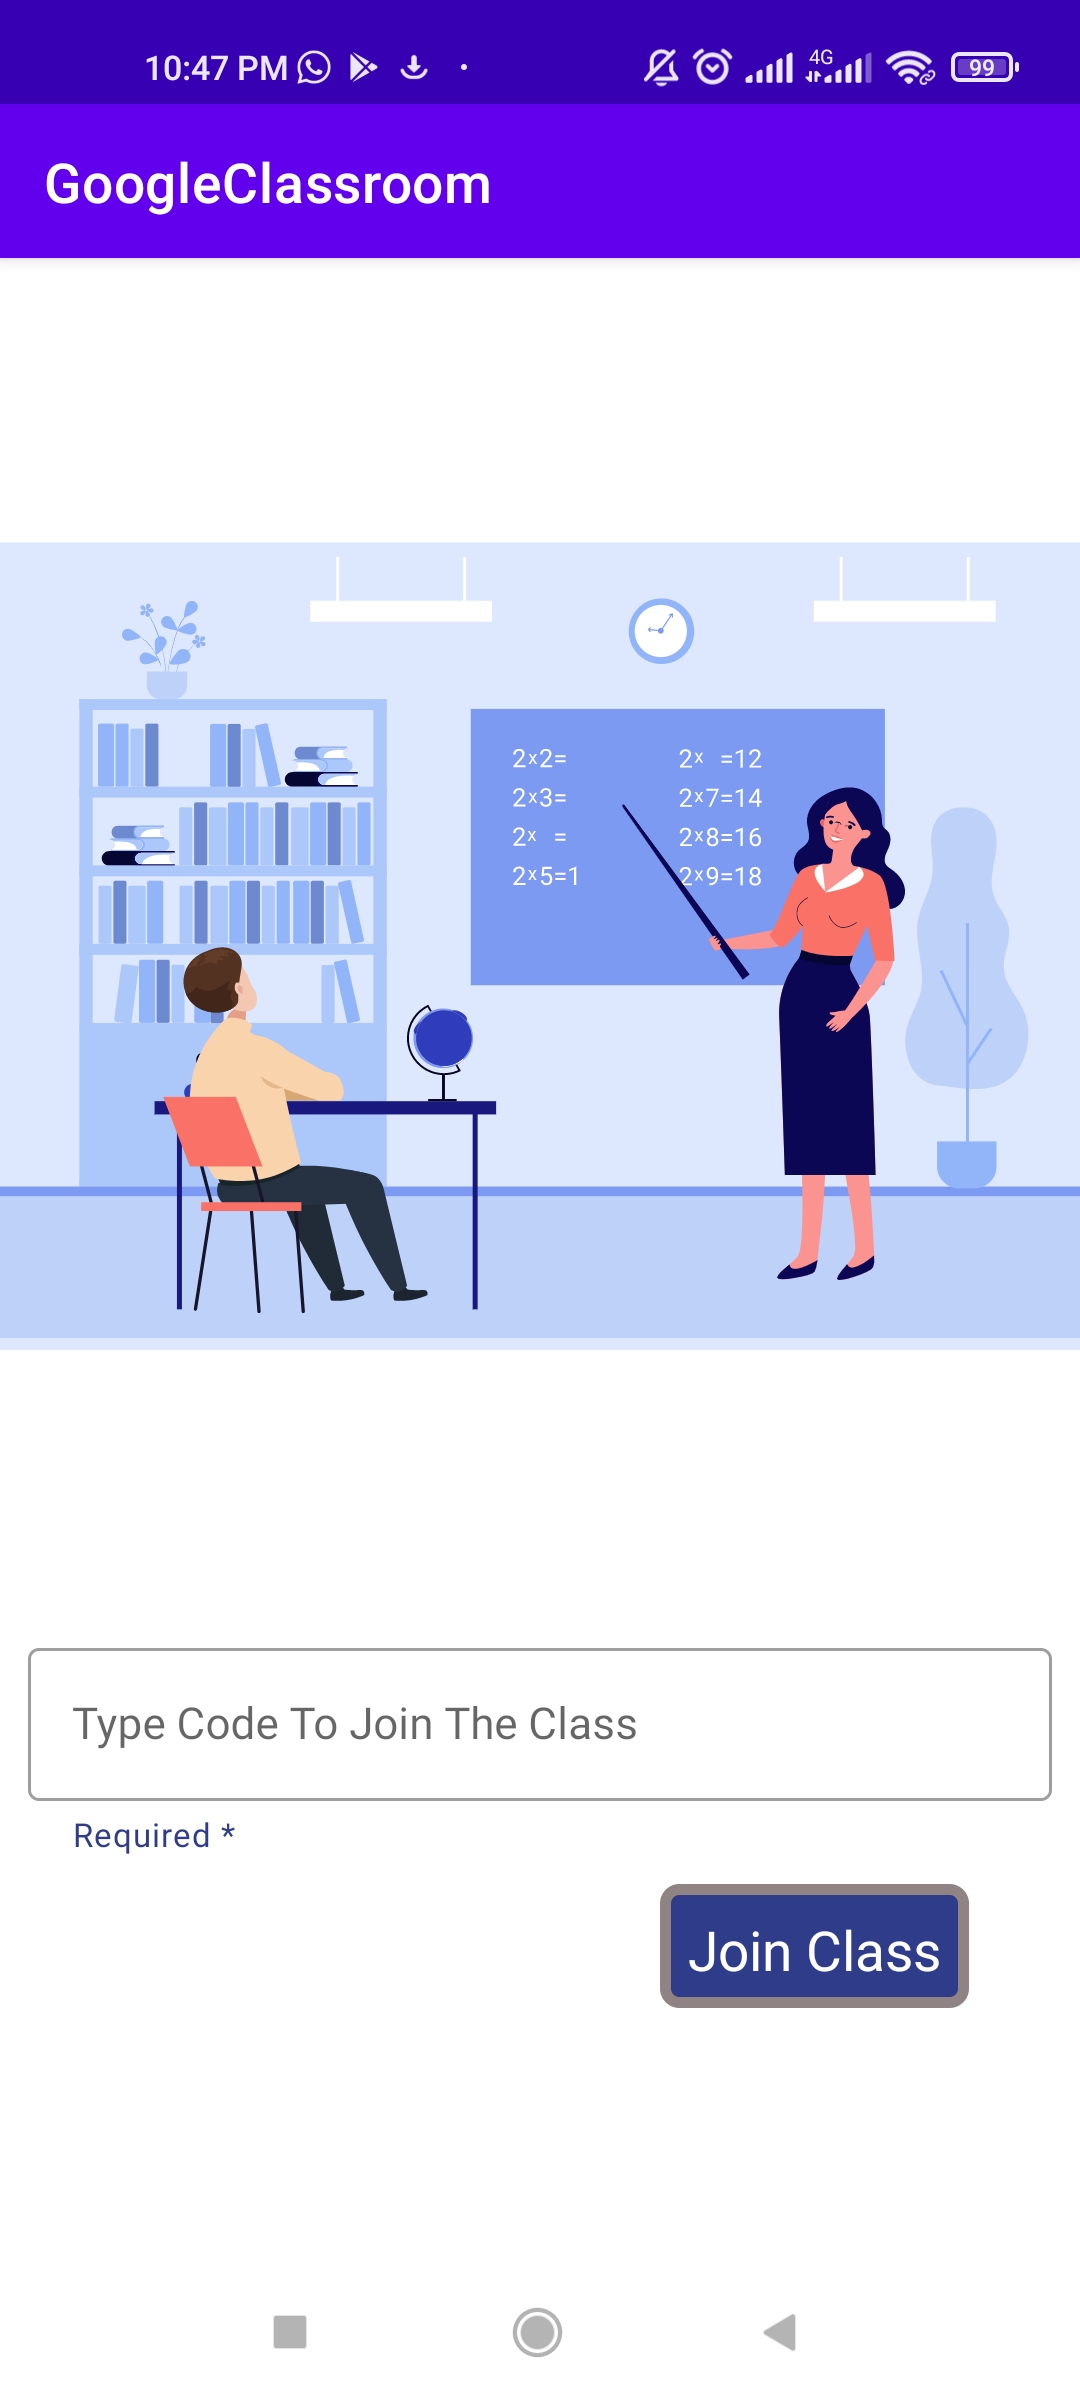 10:47 PM 4G 99
GoogleClassroom
2x2= 2x =12
2x3= 2x7=14
2x = 2x8=16
2x5=1 2x9=18
Type Code To Join The Class
Required *
Join Class